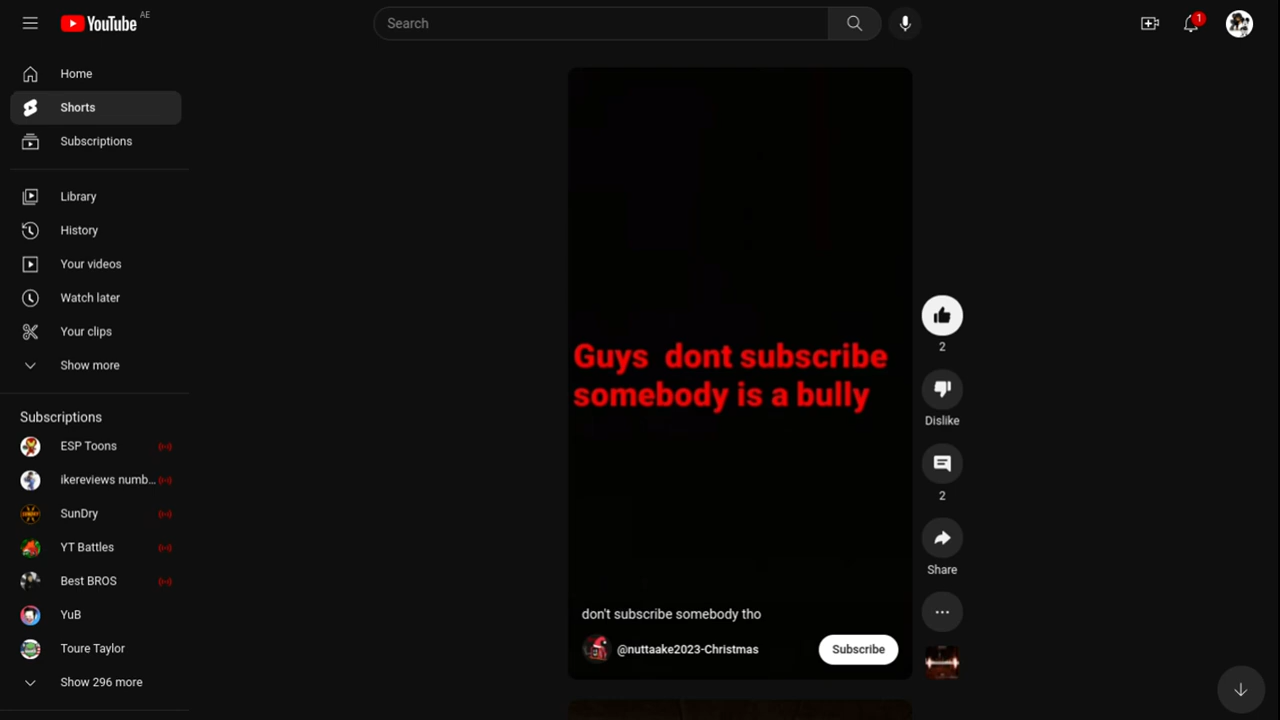 YouTube AE
Search
1
Home
Shorts
Subscriptions
Library
History
Your videos
Watch later
Your clips
Show more
Subscriptions
ESP Toons
ikereviews numb...
SunDry
YT Battles
Best BROS
YuB
Toure Taylor
Show 296 more
Guys dont subscribe
somebody is a bully
don't subscribe somebody tho
@nuttaake2023-Christmas
Subscribe
2
Dislike
2
Share